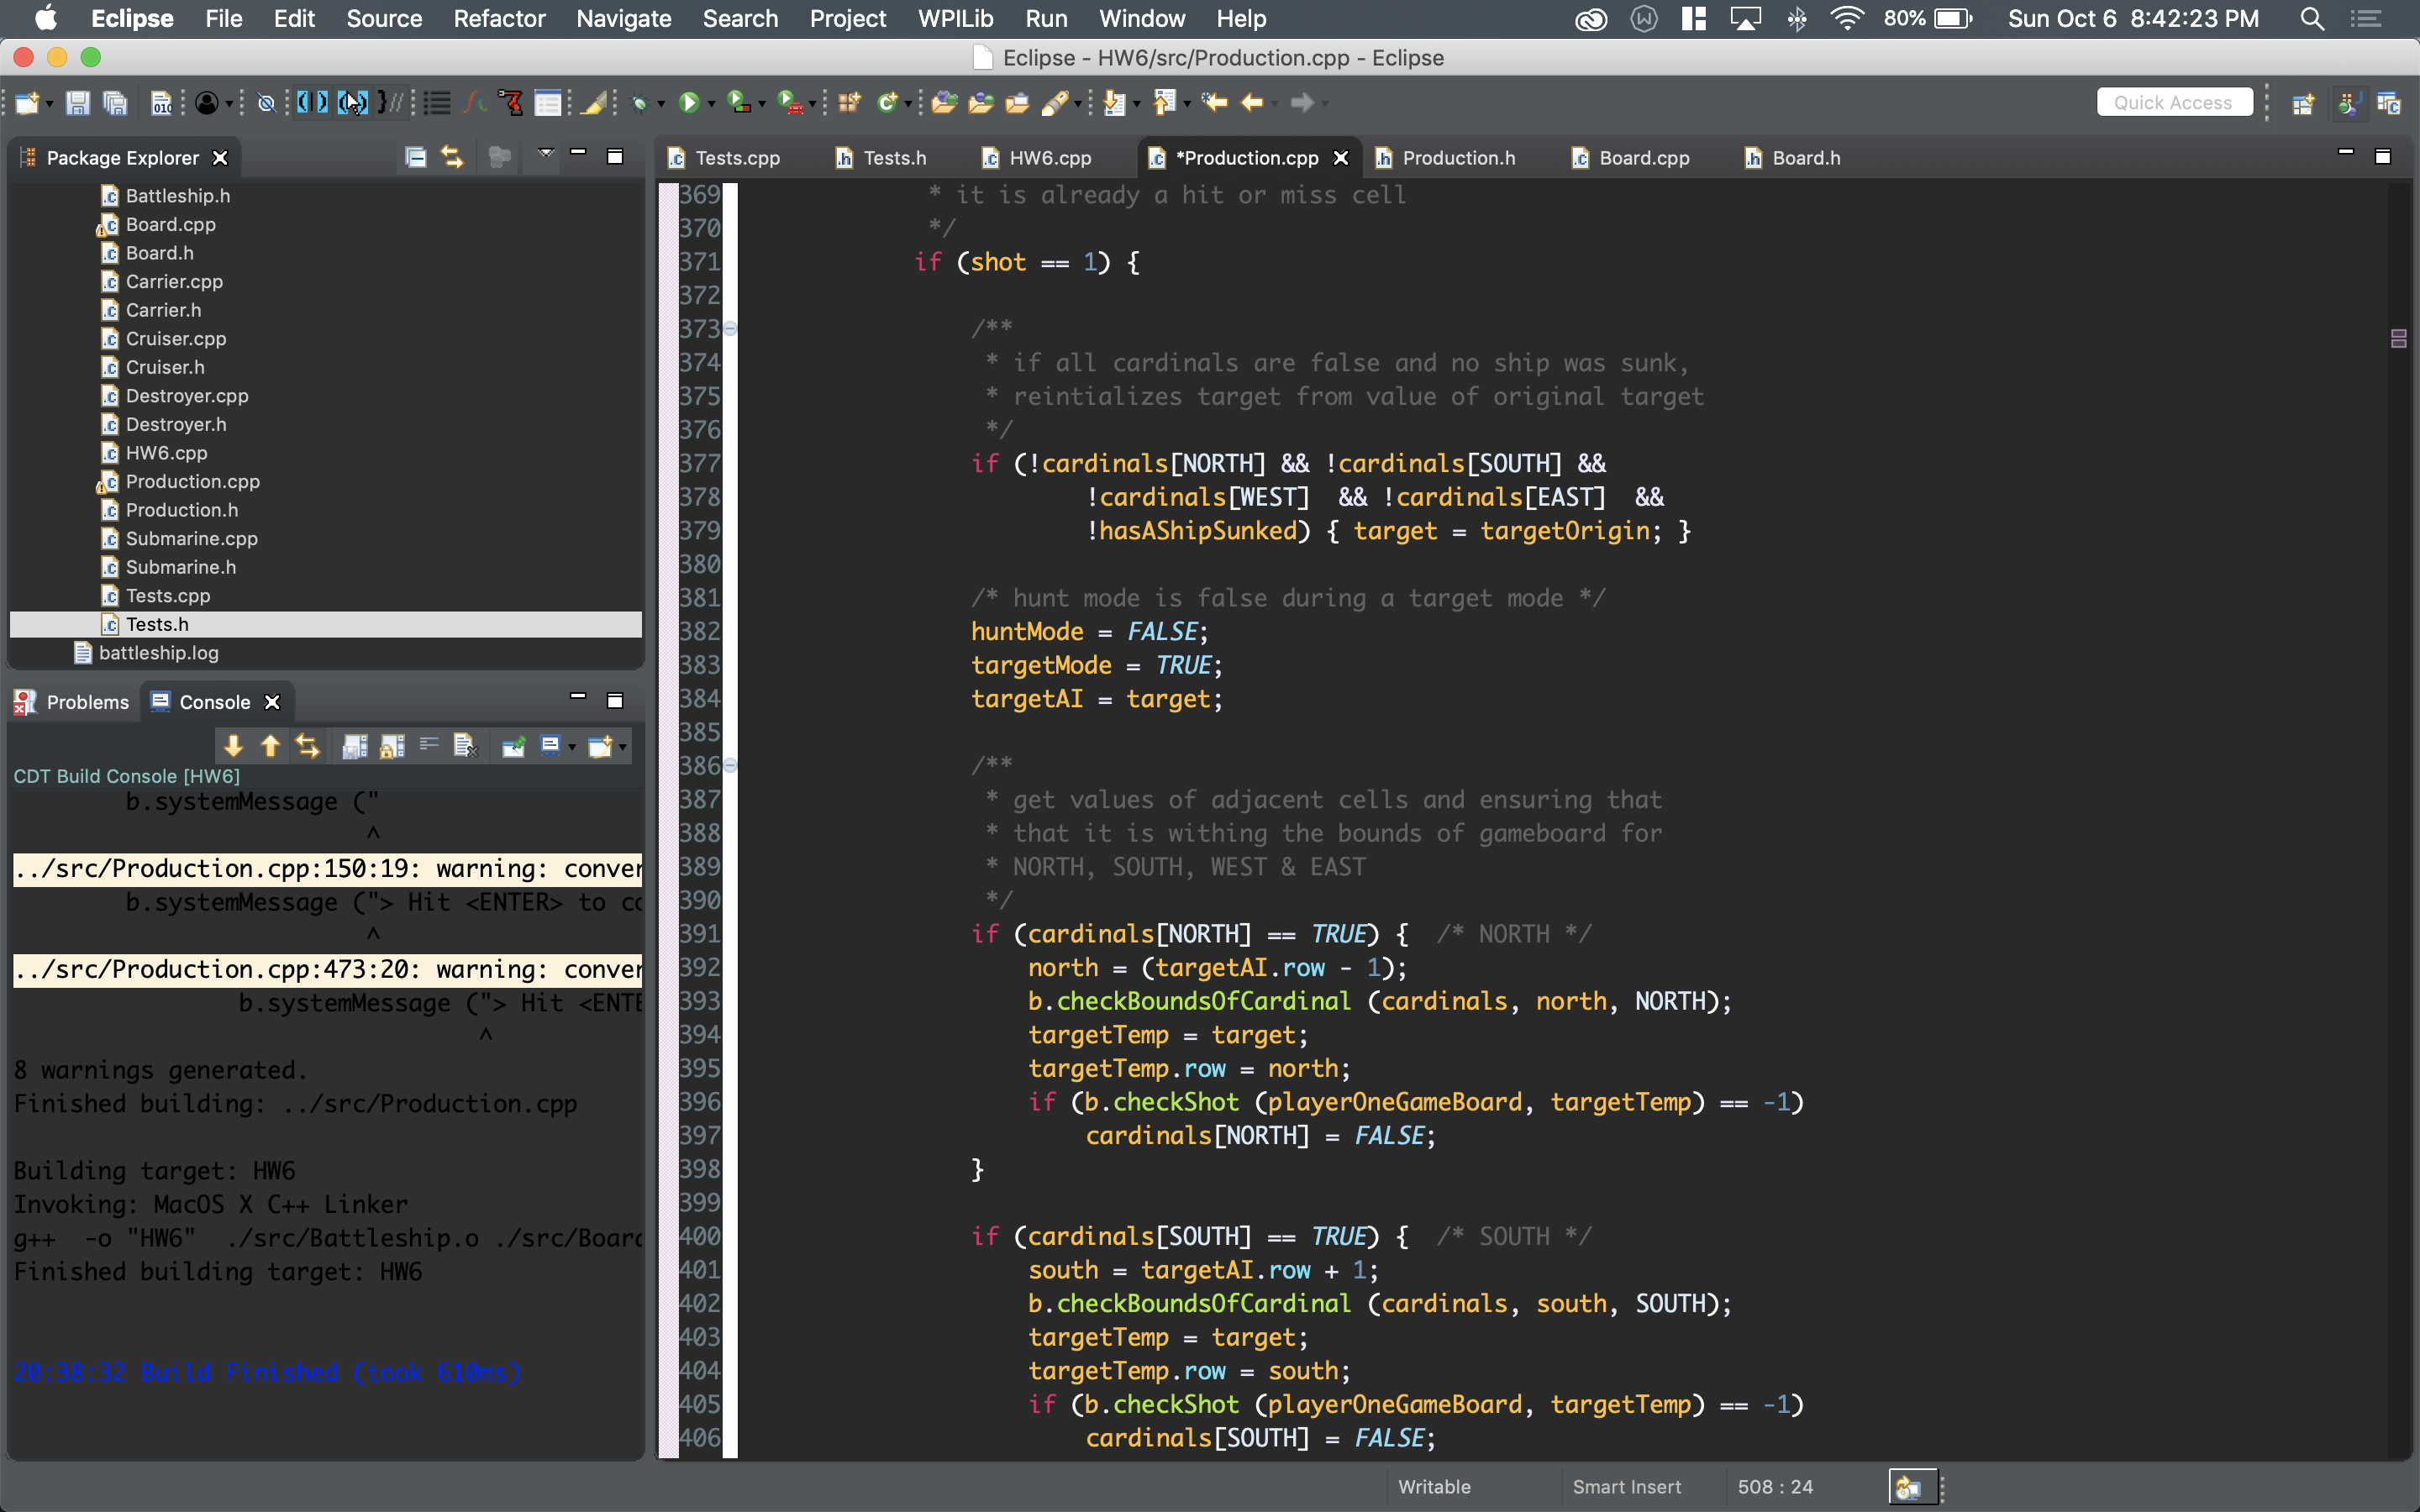 Eclipse File Edit Source Refactor Navigate Search Project WPILib Run Window Help 80% Sun Oct 6 8:42:23 PM
Eclipse - HW6/src/Production.cpp - Eclipse
Quick Access
Package Explorer
Battleship.h
Board.cpp
Board.h
Carrier.cpp
Carrier.h
Cruiser.cpp
Cruiser.h
Destroyer.cpp
Destroyer.h
HW6.cpp
Production.cpp
Production.h
Submarine.cpp
Submarine.h
Tests.cpp
Tests.h
battleship.log
Problems Console
CDT Build Console [HW6]
b.systemMessage ("
^
../src/Production.cpp:150:19: warning: conver
b.systemMessage ("> Hit <ENTER> to co
^
../src/Production.cpp:473:20: warning: conver
b.systemMessage ("> Hit <ENTE
^
8 warnings generated.
Finished building: ../src/Production.cpp
Building target: HW6
Invoking: MacOS X C++ Linker
g++ -o "HW6" ./src/Battleship.o ./src/Board
Finished building target: HW6
20:38:32 Build Finished (took 610ms)
Tests.cpp Tests.h HW6.cpp *Production.cpp Production.h Board.cpp Board.h
369 * it is already a hit or miss cell
370 */
371 if (shot == 1) {
372
373 /**
374 * if all cardinals are false and no ship was sunk,
375 * reintializes target from value of original target
376 */
377 if (!cardinals[NORTH] && !cardinals[SOUTH] &&
378 !cardinals[WEST] && !cardinals[EAST] &&
379 !hasAShipSunked) { target = targetOrigin; }
380
381 /* hunt mode is false during a target mode */
382 huntMode = FALSE;
383 targetMode = TRUE;
384 targetAI = target;
385
386 /**
387 * get values of adjacent cells and ensuring that
388 * that it is withing the bounds of gameboard for
389 * NORTH, SOUTH, WEST & EAST
390 */
391 if (cardinals[NORTH] == TRUE) { /* NORTH */
392 north = (targetAI.row - 1);
393 b.checkBoundsOfCardinal (cardinals, north, NORTH);
394 targetTemp = target;
395 targetTemp.row = north;
396 if (b.checkShot (playerOneGameBoard, targetTemp) == -1)
397 cardinals[NORTH] = FALSE;
398 }
399
400 if (cardinals[SOUTH] == TRUE) { /* SOUTH */
401 south = targetAI.row + 1;
402 b.checkBoundsOfCardinal (cardinals, south, SOUTH);
403 targetTemp = target;
404 targetTemp.row = south;
405 if (b.checkShot (playerOneGameBoard, targetTemp) == -1)
406 cardinals[SOUTH] = FALSE;
Writable Smart Insert 508 : 24